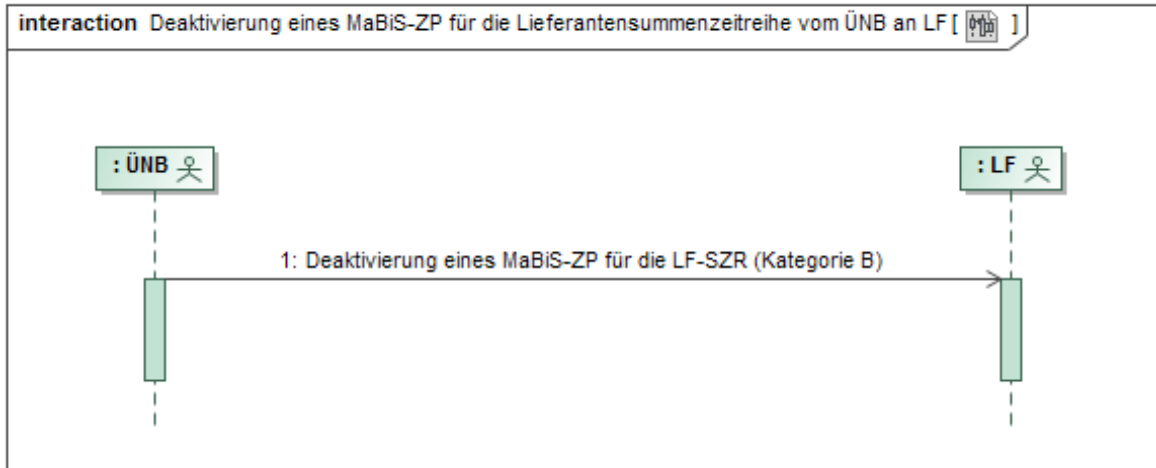 interaction Deaktivierung eines MaBiS-ZP für die Lieferantensummenzeitreihe vom ÜNB an LF [ ]
: ÜNB
: LF
1: Deaktivierung eines MaBiS-ZP für die LF-SZR (Kategorie B)